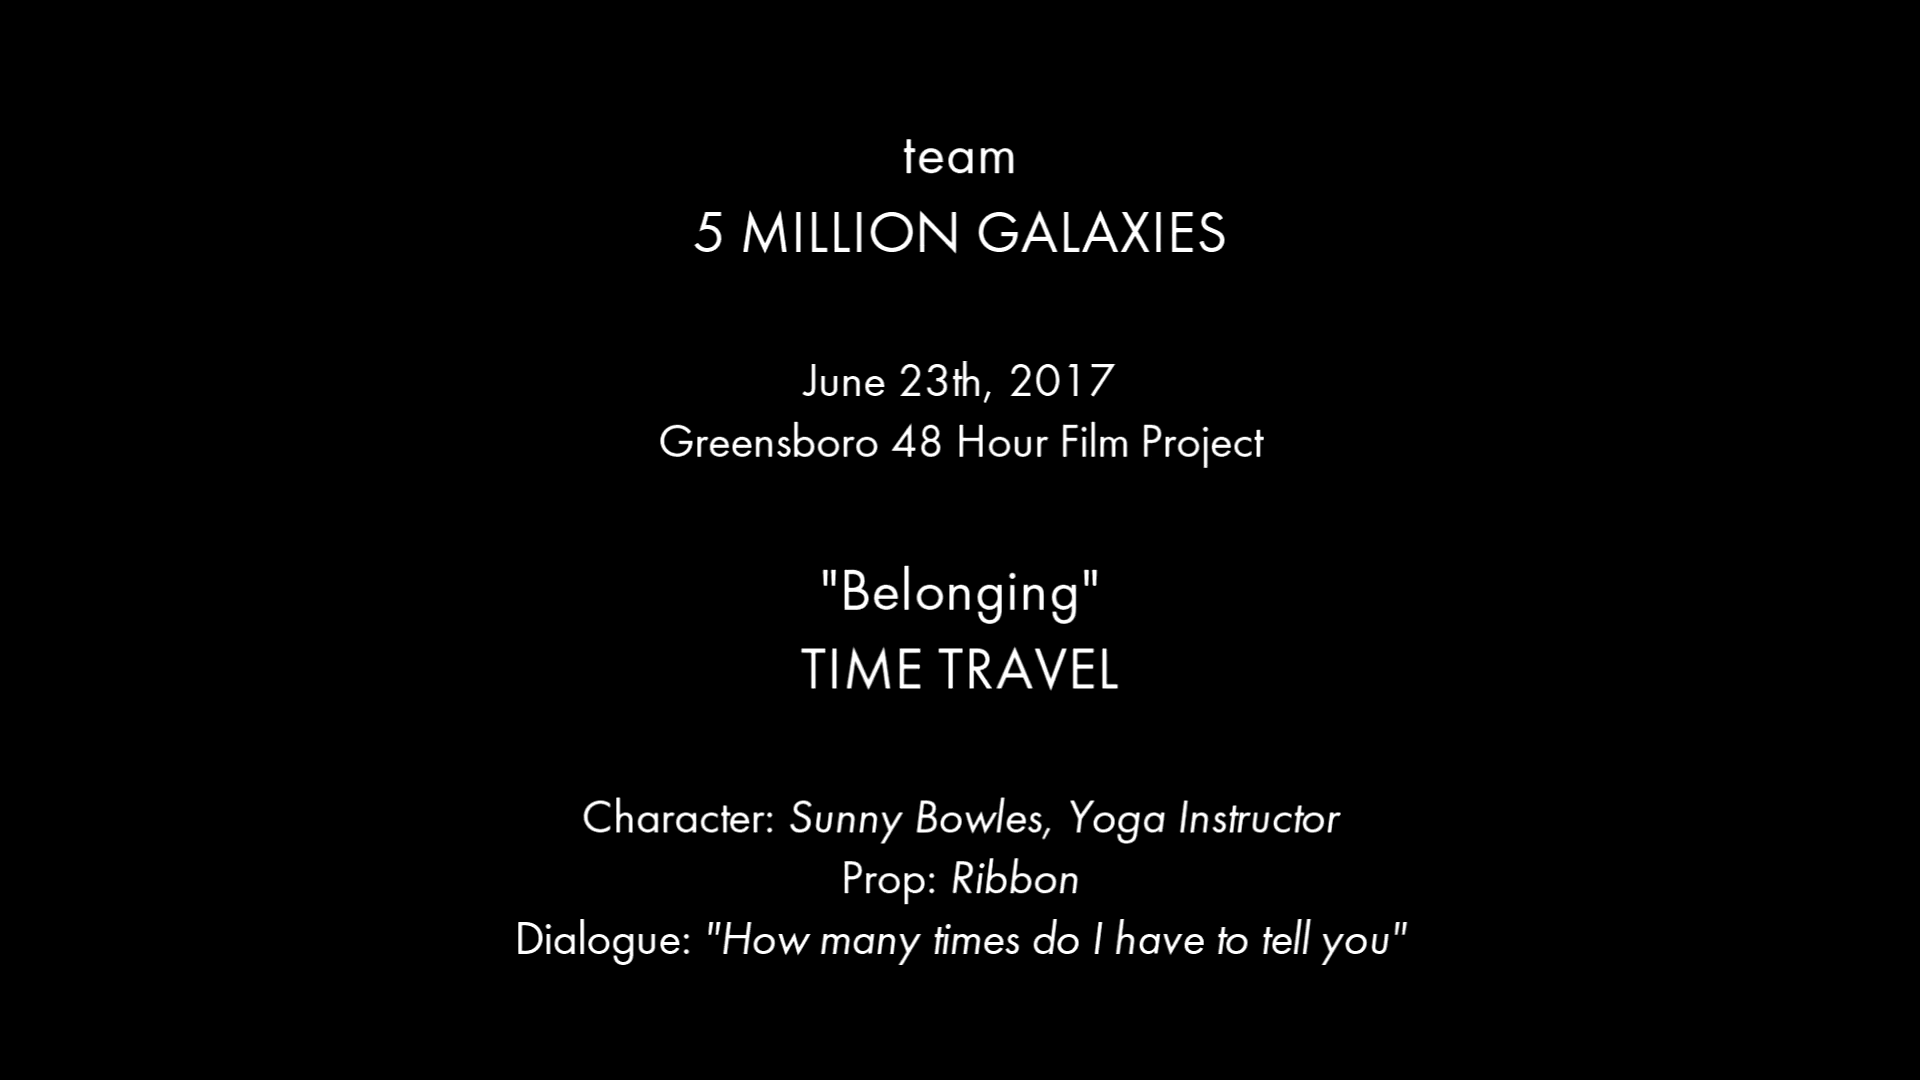 team
5 MILLION GALAXIES
June 23th, 2017
Greensboro 48 Hour Film Project
"Belonging"
TIME TRAVEL
Character: Sunny Bowles, Yoga Instructor
Prop: Ribbon
Dialogue: "How many times do I have to tell you"